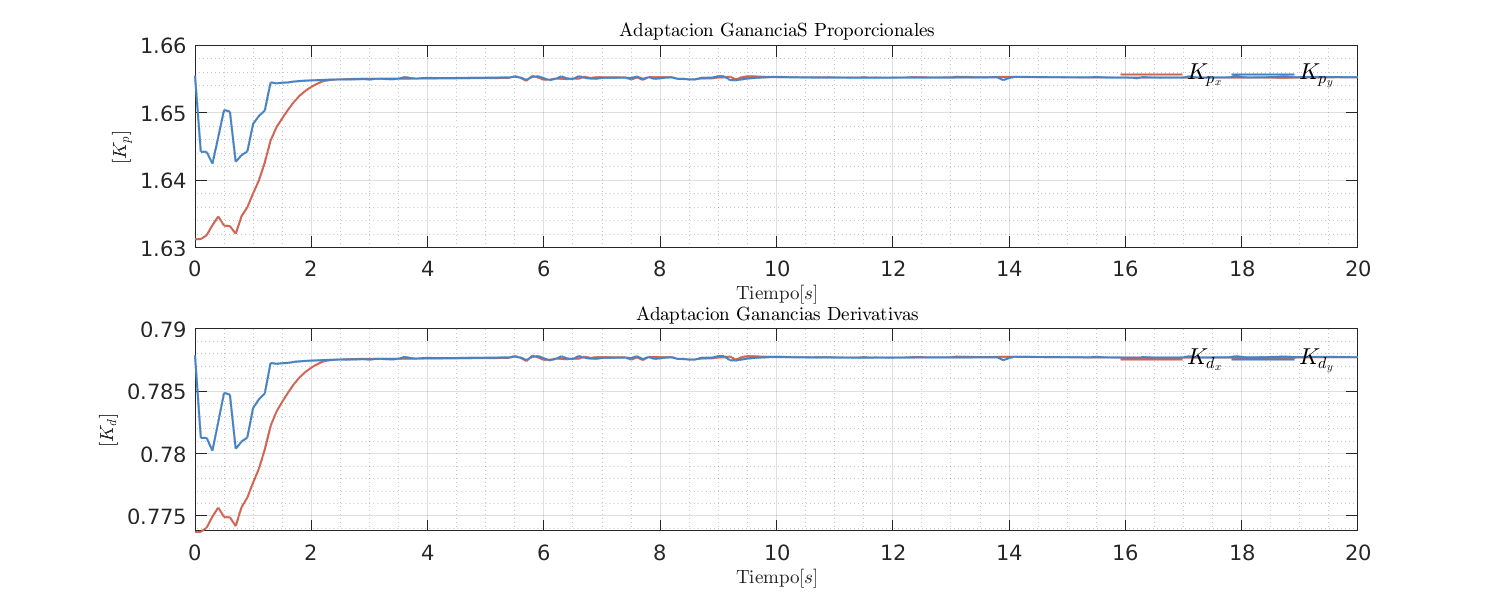 Adaptacion GananciaS Proporcionales
1.66
1.65
1.64
1.63
[K_p]
K_{p_x} K_{p_y}
0 2 4 6 8 10 12 14 16 18 20
Tiempo[s]
Adaptacion Ganancias Derivativas
0.79
0.785
0.78
0.775
[K_d]
K_{d_x} K_{d_y}
0 2 4 6 8 10 12 14 16 18 20
Tiempo[s]